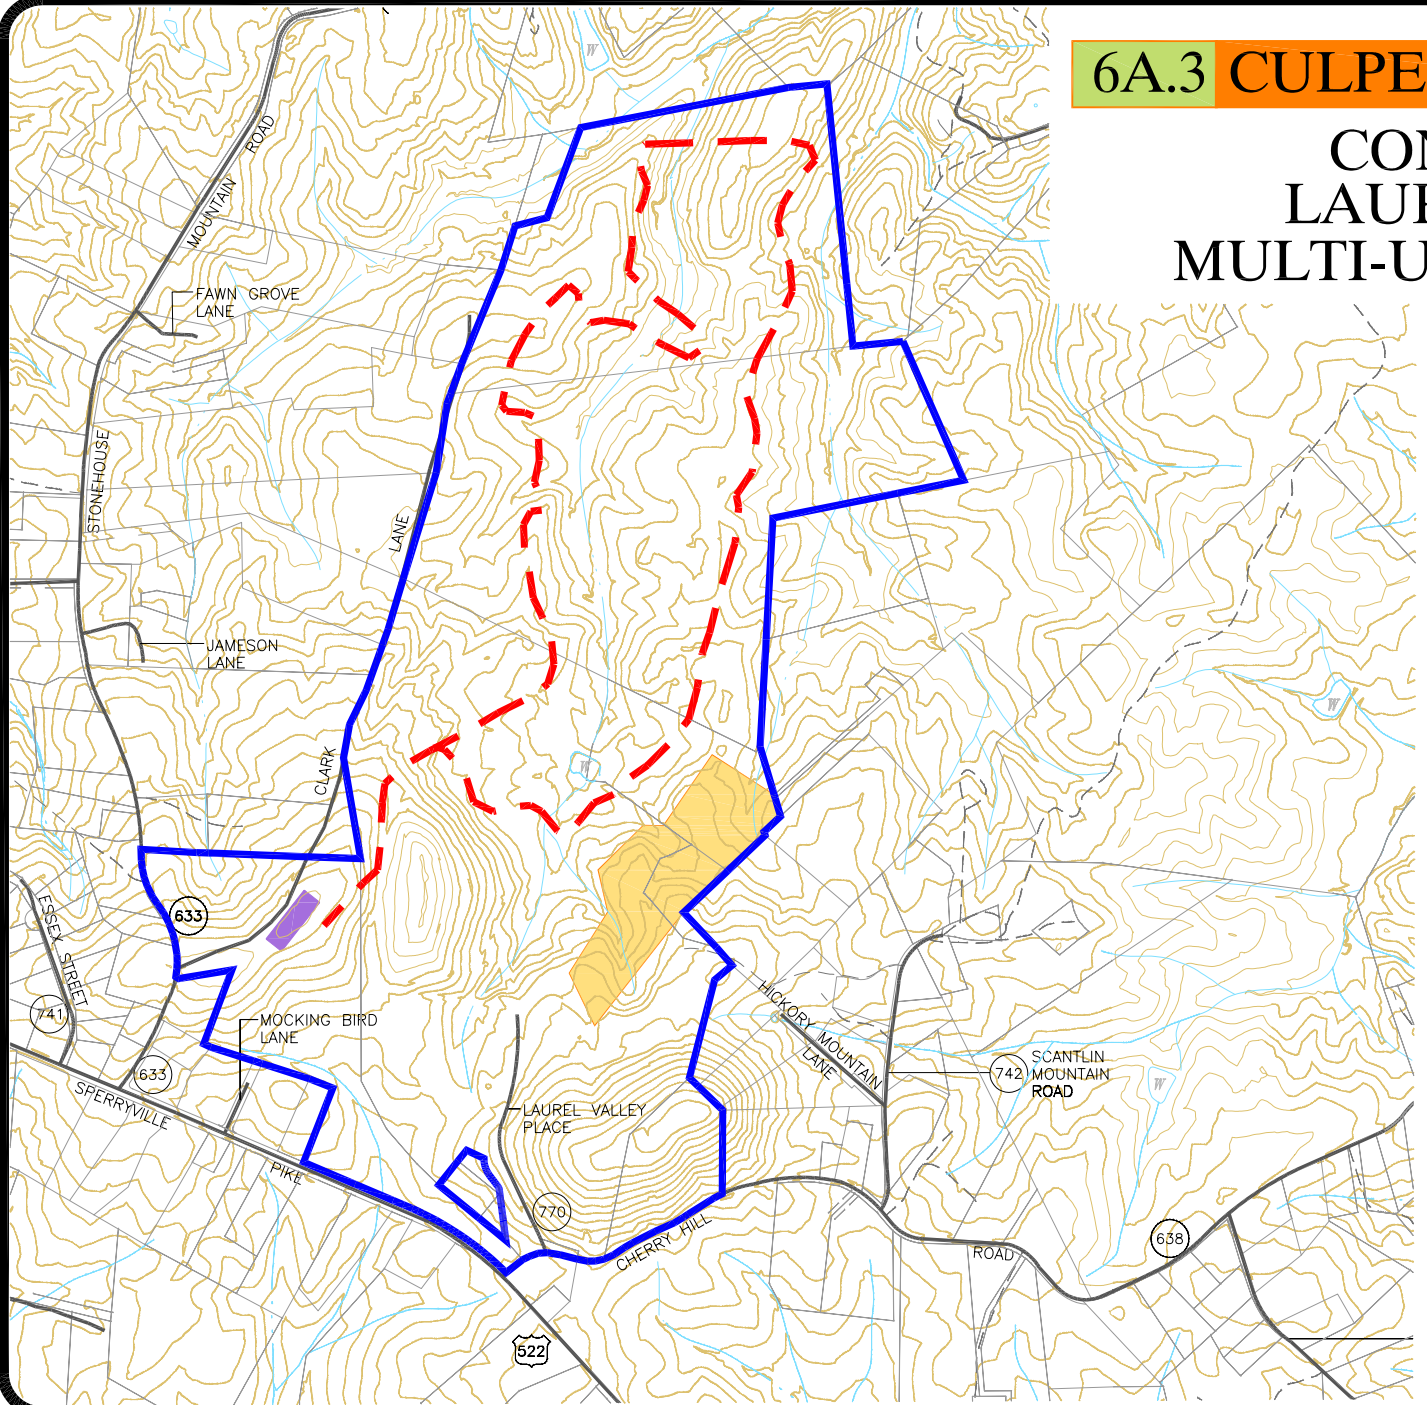 6A.3 CULPE
CON
LAUR
MULTI-U
W
MOUNTAIN ROAD
FAWN GROVE
LANE
STONEHOUSE
LANE
JAMESON
LANE
W
CLARK
W
633
ESSEX STREET
741
MOCKING BIRD
LANE
HICKORY MOUNTAIN
LANE
742
SCANTLIN
MOUNTAIN
ROAD
W
633
SPERRYVILLE
PIKE
LAUREL VALLEY
PLACE
770
CHERRY HILL
ROAD
638
522